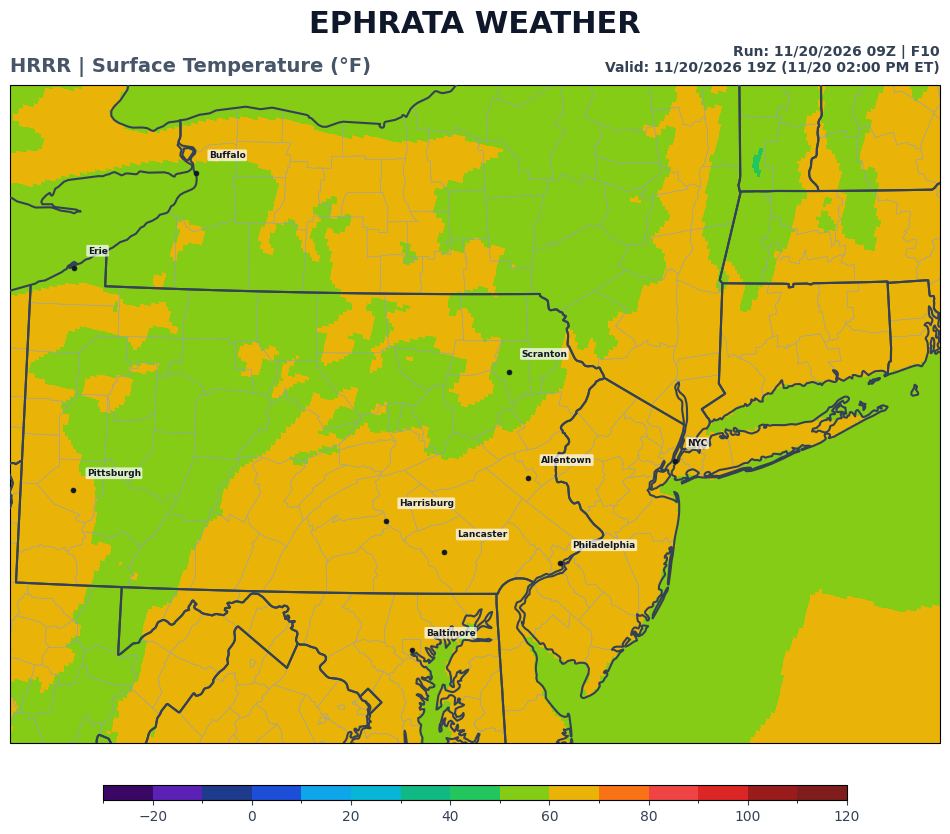 EPHRATA WEATHER
HRRR | Surface Temperature (°F)
Run: 11/20/2026 09Z | F10
Valid: 11/20/2026 19Z (11/20 02:00 PM ET)
Buffalo
Erie
Scranton
NYC
Allentown
Pittsburgh
Harrisburg
Lancaster
Philadelphia
Baltimore
−20 0 20 40 60 80 100 120